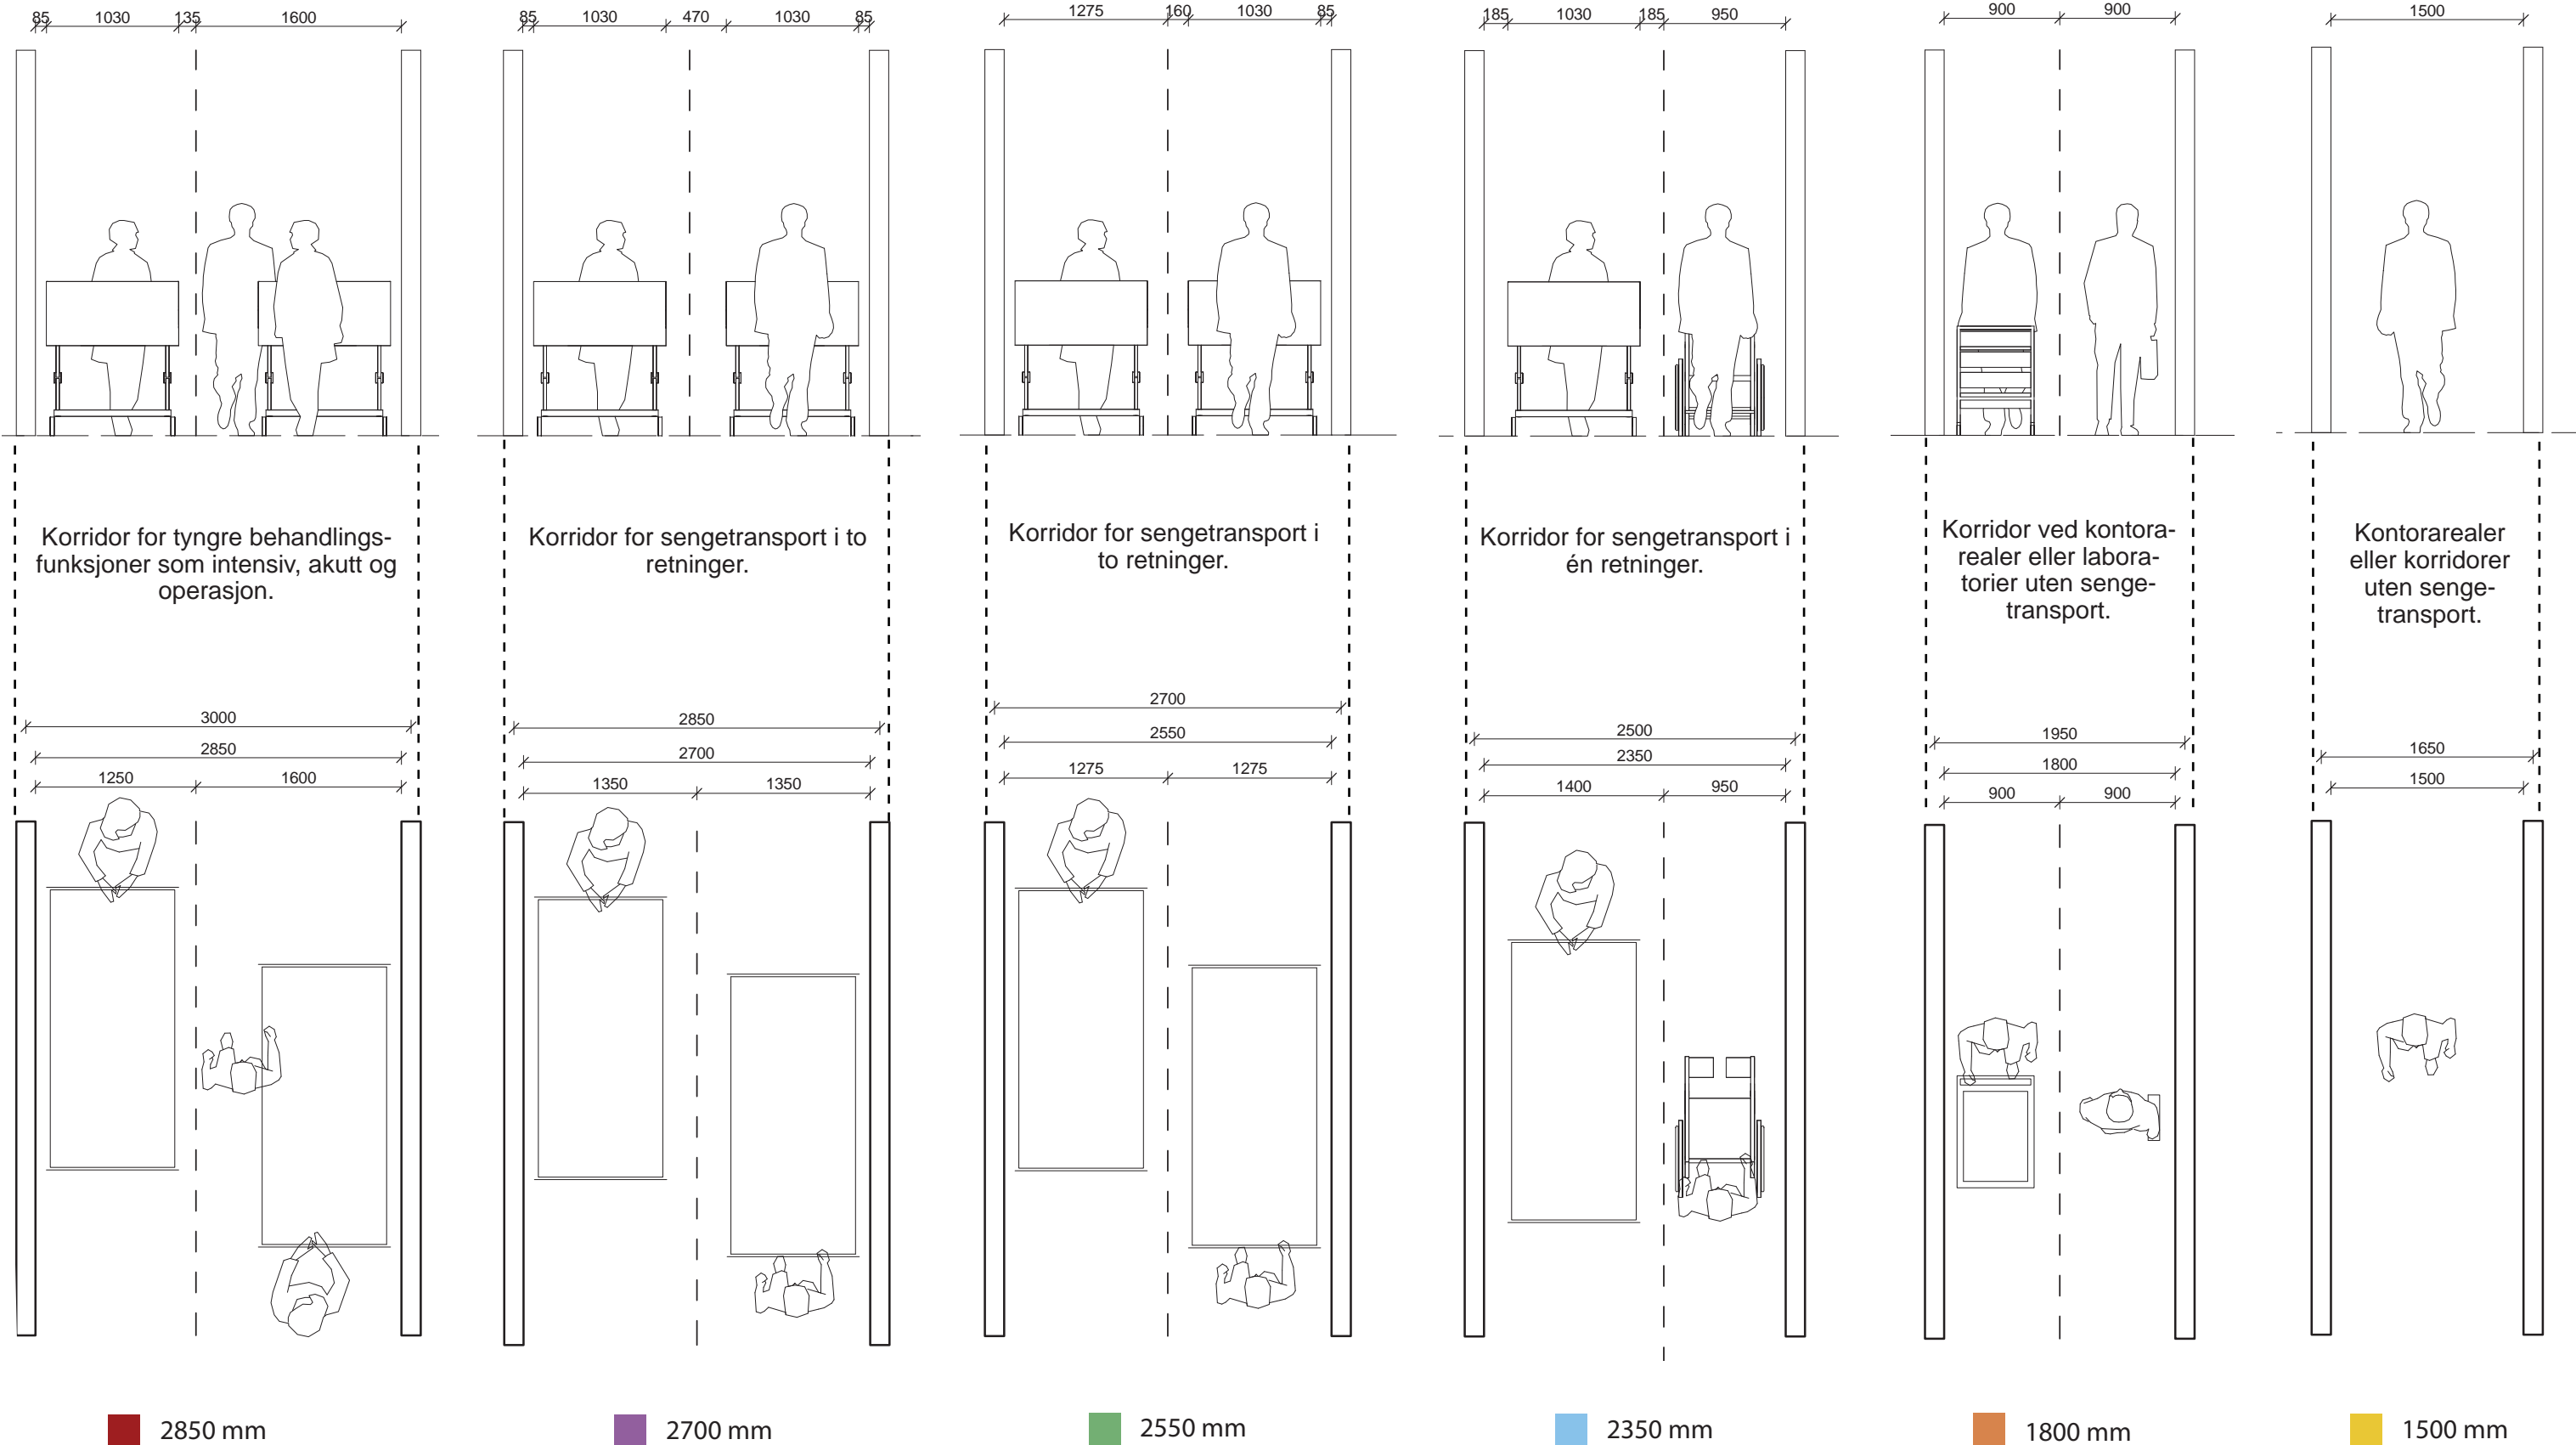 85 1030 135 1600
85 1030 470 1030 85
1275 160 1030 85
185 1030 185 950
900 900
1500
Korridor for tyngre behandlings-
funksjoner som intensiv, akutt og
operasjon.
Korridor for sengetransport i to
retninger.
Korridor for sengetransport i
to retninger.
Korridor for sengetransport i
én retninger.
Korridor ved kontora-
realer eller labora-
torier uten senge-
transport.
Kontorarealer
eller korridorer
uten senge-
transport.
3000
2850
1250 1600
2850
2700
1350 1350
2700
2550
1275 1275
2500
2350
1400 950
1950
1800
900 900
1650
1500
2850 mm
2700 mm
2550 mm
2350 mm
1800 mm
1500 mm